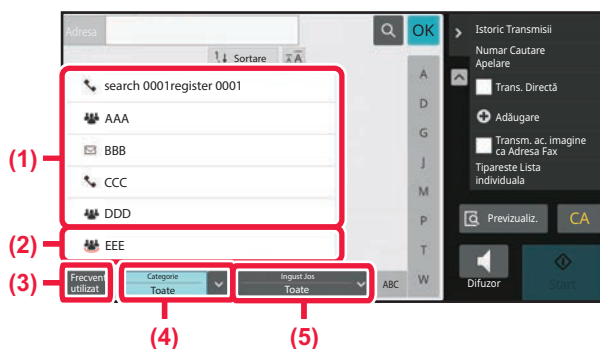 Adresa
OK
Sortare
search 0001register 0001
AAA
BBB
CCC
DDD
EEE
A
D
G
J
M
P
T
W
ABC
Frecvent
utilizat
Categorie
Toate
Ingust Jos
Toate
(1)
(2)
(3)
(4)
(5)
Istoric Transmisii
Numar Cautare
Apelare
Trans. Directă
Adăugare
Transm. ac. imagine
ca Adresa Fax
Tipareste Lista
individuala
Previzualiz.
CA
Difuzor
Start